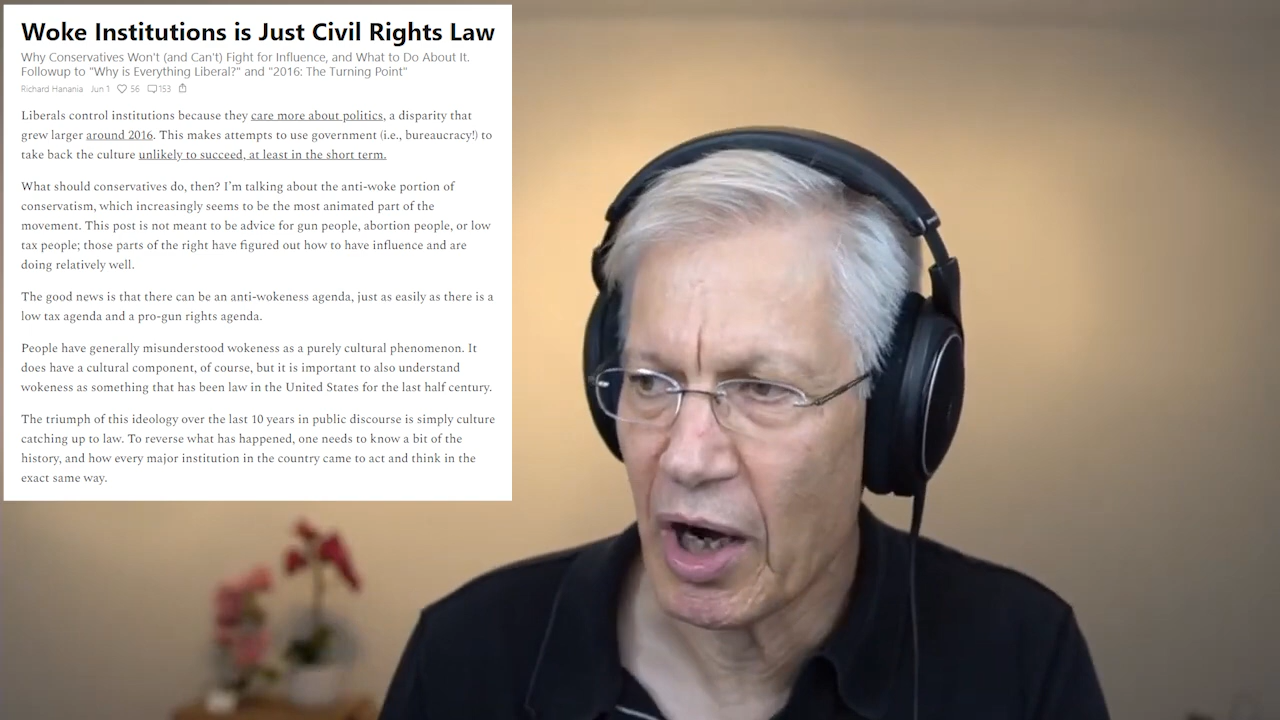 Woke Institutions is Just Civil Rights Law
Why Conservatives Won't (and Can't) Fight for Influence, and What to Do About It.
Followup to "Why is Everything Liberal?" and "2016: The Turning Point"
Richard Hanania Jun 1 56 153
Liberals control institutions because they care more about politics, a disparity that
grew larger around 2016. This makes attempts to use government (i.e., bureaucracy!) to
take back the culture unlikely to succeed, at least in the short term.
What should conservatives do, then? I'm talking about the anti-woke portion of
conservatism, which increasingly seems to be the most animated part of the
movement. This post is not meant to be advice for gun people, abortion people, or low
tax people; those parts of the right have figured out how to have influence and are
doing relatively well.
The good news is that there can be an anti-wokeness agenda, just as easily as there is a
low tax agenda and a pro-gun rights agenda.
People have generally misunderstood wokeness as a purely cultural phenomenon. It
does have a cultural component, of course, but it is important to also understand
wokeness as something that has been law in the United States for the last half century.
The triumph of this ideology over the last 10 years in public discourse is simply culture
catching up to law. To reverse what has happened, one needs to know a bit of the
history, and how every major institution in the country came to act and think in the
exact same way.